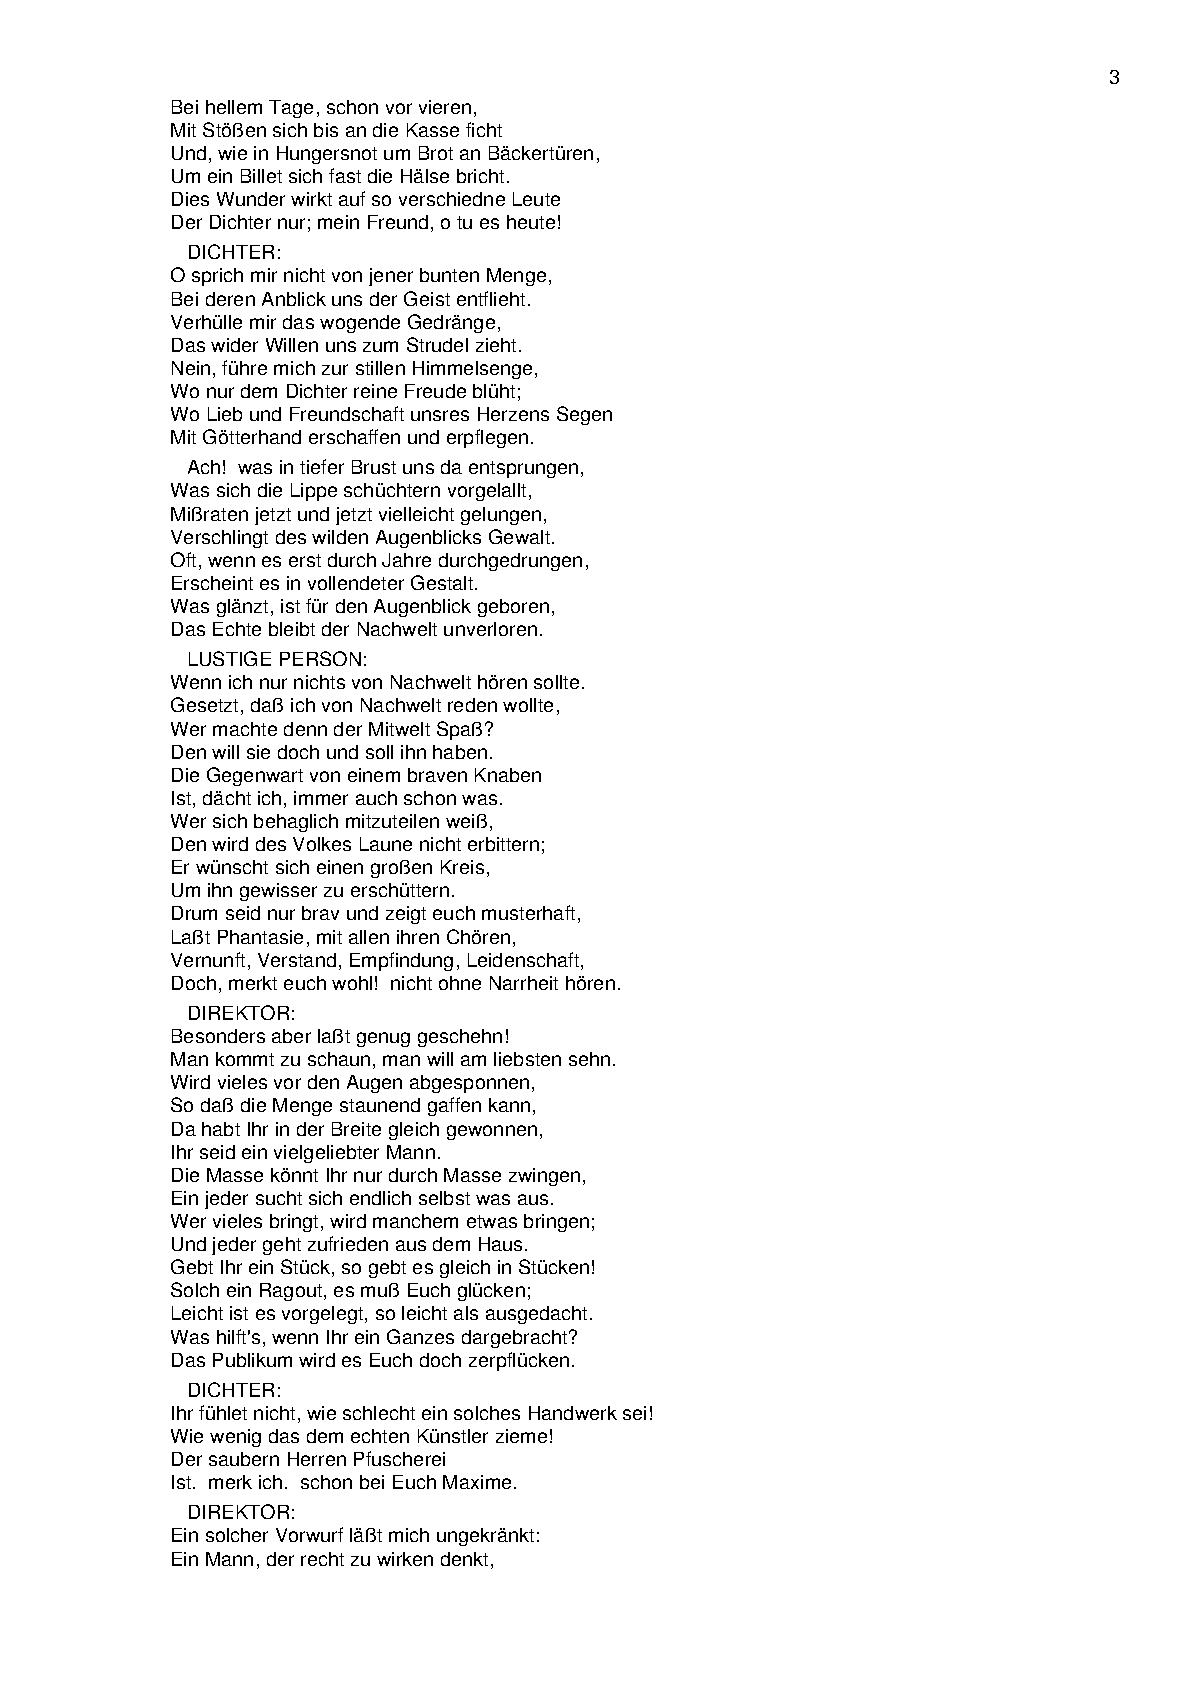 3
Bei hellem Tage, schon vor vieren,
Mit Stößen sich bis an die Kasse ficht
Und, wie in Hungersnot um Brot an Bäckertüren,
Um ein Billet sich fast die Hälse bricht.
Dies Wunder wirkt auf so verschiedne Leute
Der Dichter nur; mein Freund, o tu es heute!
DICHTER:
O sprich mir nicht von jener bunten Menge,
Bei deren Anblick uns der Geist entflieht.
Verhülle mir das wogende Gedränge,
Das wider Willen uns zum Strudel zieht.
Nein, führe mich zur stillen Himmelsenge,
Wo nur dem Dichter reine Freude blüht;
Wo Lieb und Freundschaft unsres Herzens Segen
Mit Götterhand erschaffen und erpflegen.
Ach!  was in tiefer Brust uns da entsprungen,
Was sich die Lippe schüchtern vorgelallt,
Mißraten jetzt und jetzt vielleicht gelungen,
Verschlingt des wilden Augenblicks Gewalt.
Oft, wenn es erst durch Jahre durchgedrungen,
Erscheint es in vollendeter Gestalt.
Was glänzt, ist für den Augenblick geboren,
Das Echte bleibt der Nachwelt unverloren.
LUSTIGE PERSON:
Wenn ich nur nichts von Nachwelt hören sollte.
Gesetzt, daß ich von Nachwelt reden wollte,
Wer machte denn der Mitwelt Spaß?
Den will sie doch und soll ihn haben.
Die Gegenwart von einem braven Knaben
Ist, dächt ich, immer auch schon was.
Wer sich behaglich mitzuteilen weiß,
Den wird des Volkes Laune nicht erbittern;
Er wünscht sich einen großen Kreis,
Um ihn gewisser zu erschüttern.
Drum seid nur brav und zeigt euch musterhaft,
Laßt Phantasie, mit allen ihren Chören,
Vernunft, Verstand, Empfindung, Leidenschaft,
Doch, merkt euch wohl!  nicht ohne Narrheit hören.
DIREKTOR:
Besonders aber laßt genug geschehn!
Man kommt zu schaun, man will am liebsten sehn.
Wird vieles vor den Augen abgesponnen,
So daß die Menge staunend gaffen kann,
Da habt Ihr in der Breite gleich gewonnen,
Ihr seid ein vielgeliebter Mann.
Die Masse könnt Ihr nur durch Masse zwingen,
Ein jeder sucht sich endlich selbst was aus.
Wer vieles bringt, wird manchem etwas bringen;
Und jeder geht zufrieden aus dem Haus.
Gebt Ihr ein Stück, so gebt es gleich in Stücken!
Solch ein Ragout, es muß Euch glücken;
Leicht ist es vorgelegt, so leicht als ausgedacht.
Was hilft's, wenn Ihr ein Ganzes dargebracht?
Das Publikum wird es Euch doch zerpflücken.
DICHTER:
Ihr fühlet nicht, wie schlecht ein solches Handwerk sei!
Wie wenig das dem echten Künstler zieme!
Der saubern Herren Pfuscherei
Ist.  merk ich.  schon bei Euch Maxime.
DIREKTOR:
Ein solcher Vorwurf läßt mich ungekränkt:
Ein Mann, der recht zu wirken denkt,